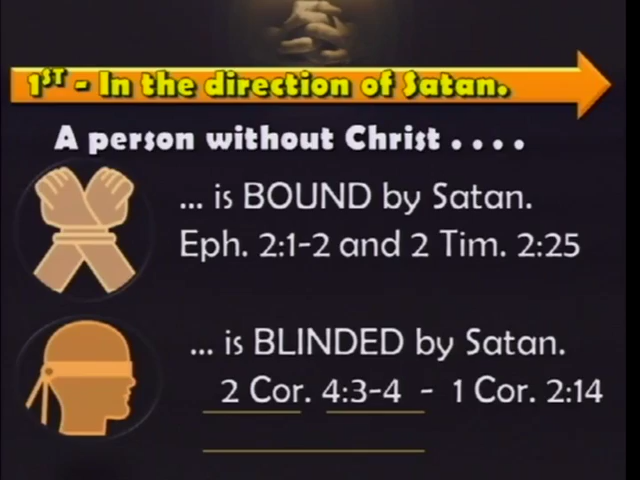 1ST - In the direction of Satan.
A person without Christ . . . .
... is BOUND by Satan.
Eph. 2:1-2 and 2 Tim. 2:25
... is BLINDED by Satan.
2 Cor. 4:3-4 - 1 Cor. 2:14